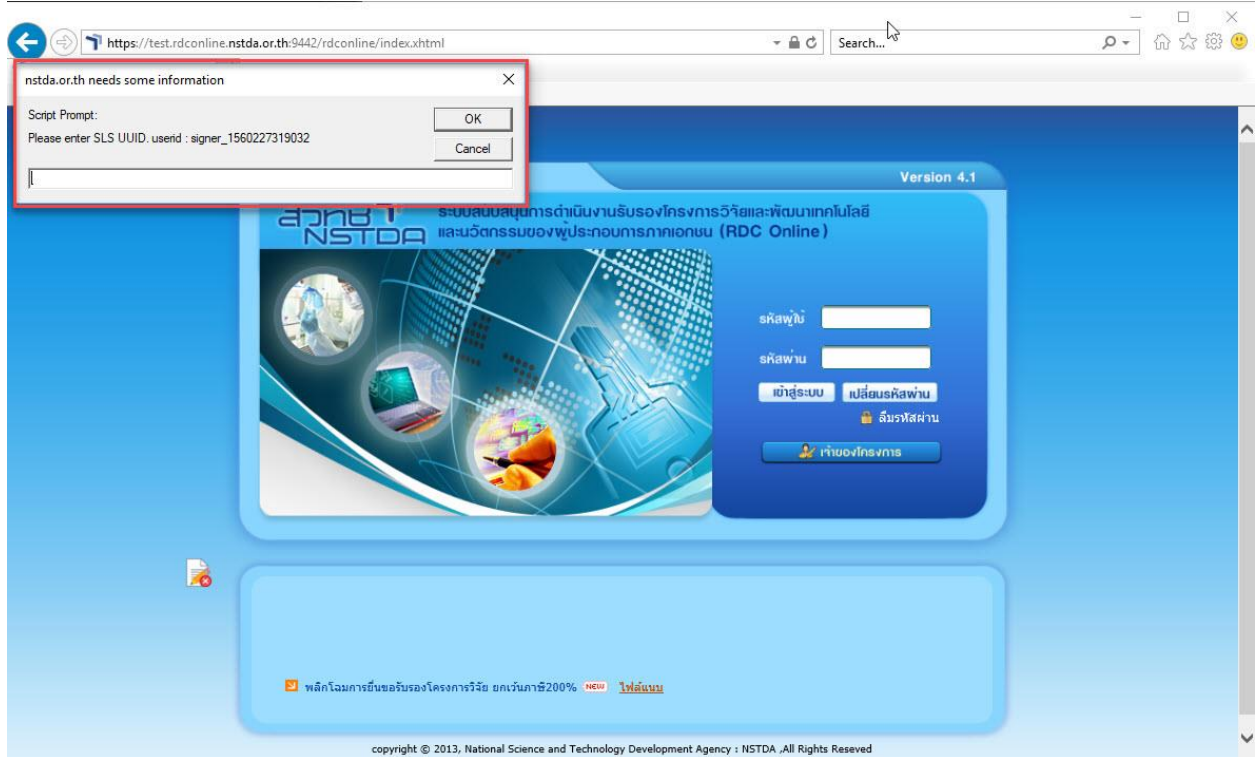 https://test.rdconline.nstda.or.th:9442/rdconline/index.xhtml
Search...
nstda.or.th needs some information
Script Prompt:
Please enter SLS UUID. userid : signer_1560227319032
OK
Cancel
Version 4.1
สวทช
NSTDA
ระบบสนับสนุนการดำเนินงานรับรองโครงการวิจัยและพัฒนาเทคโนโลยี
และนวัตกรรมของผู้ประกอบการภาคเอกชน (RDC Online)
รหัสผู้ใช้
รหัสผ่าน
เข้าสู่ระบบ
เปลี่ยนรหัสผ่าน
ลืมรหัสผ่าน
เจ้าของโครงการ
พลิกโฉมการยื่นขอรับรองโครงการวิจัย ยกเว้นภาษี200% NEW ไฟล์แนบ
copyright © 2013, National Science and Technology Development Agency : NSTDA ,All Rights Reseved